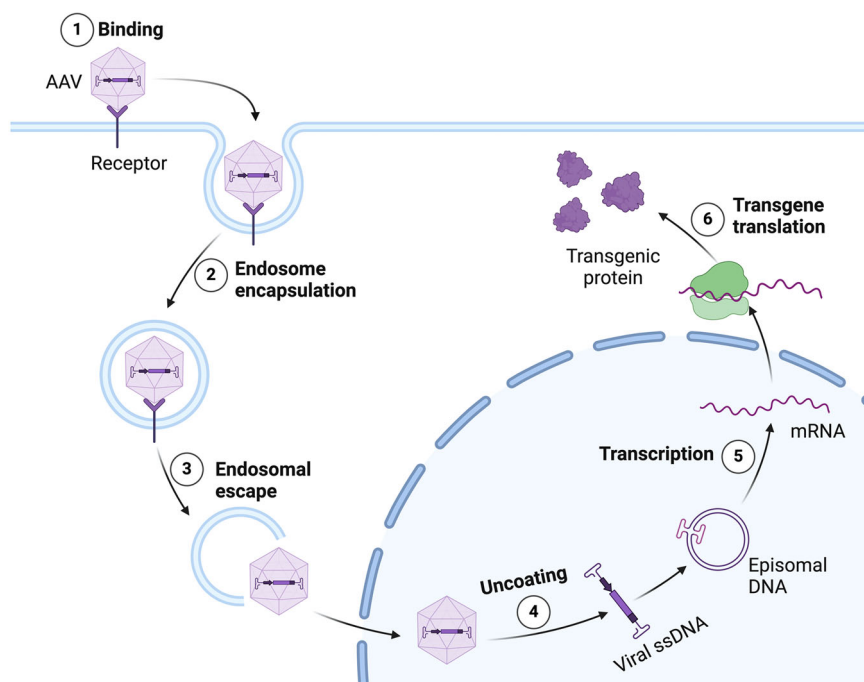 1 Binding
AAV
Receptor
2 Endosome
encapsulation
3 Endosomal
escape
Uncoating
4
Viral ssDNA
Episomal
DNA
Transcription 5
mRNA
6 Transgene
translation
Transgenic
protein